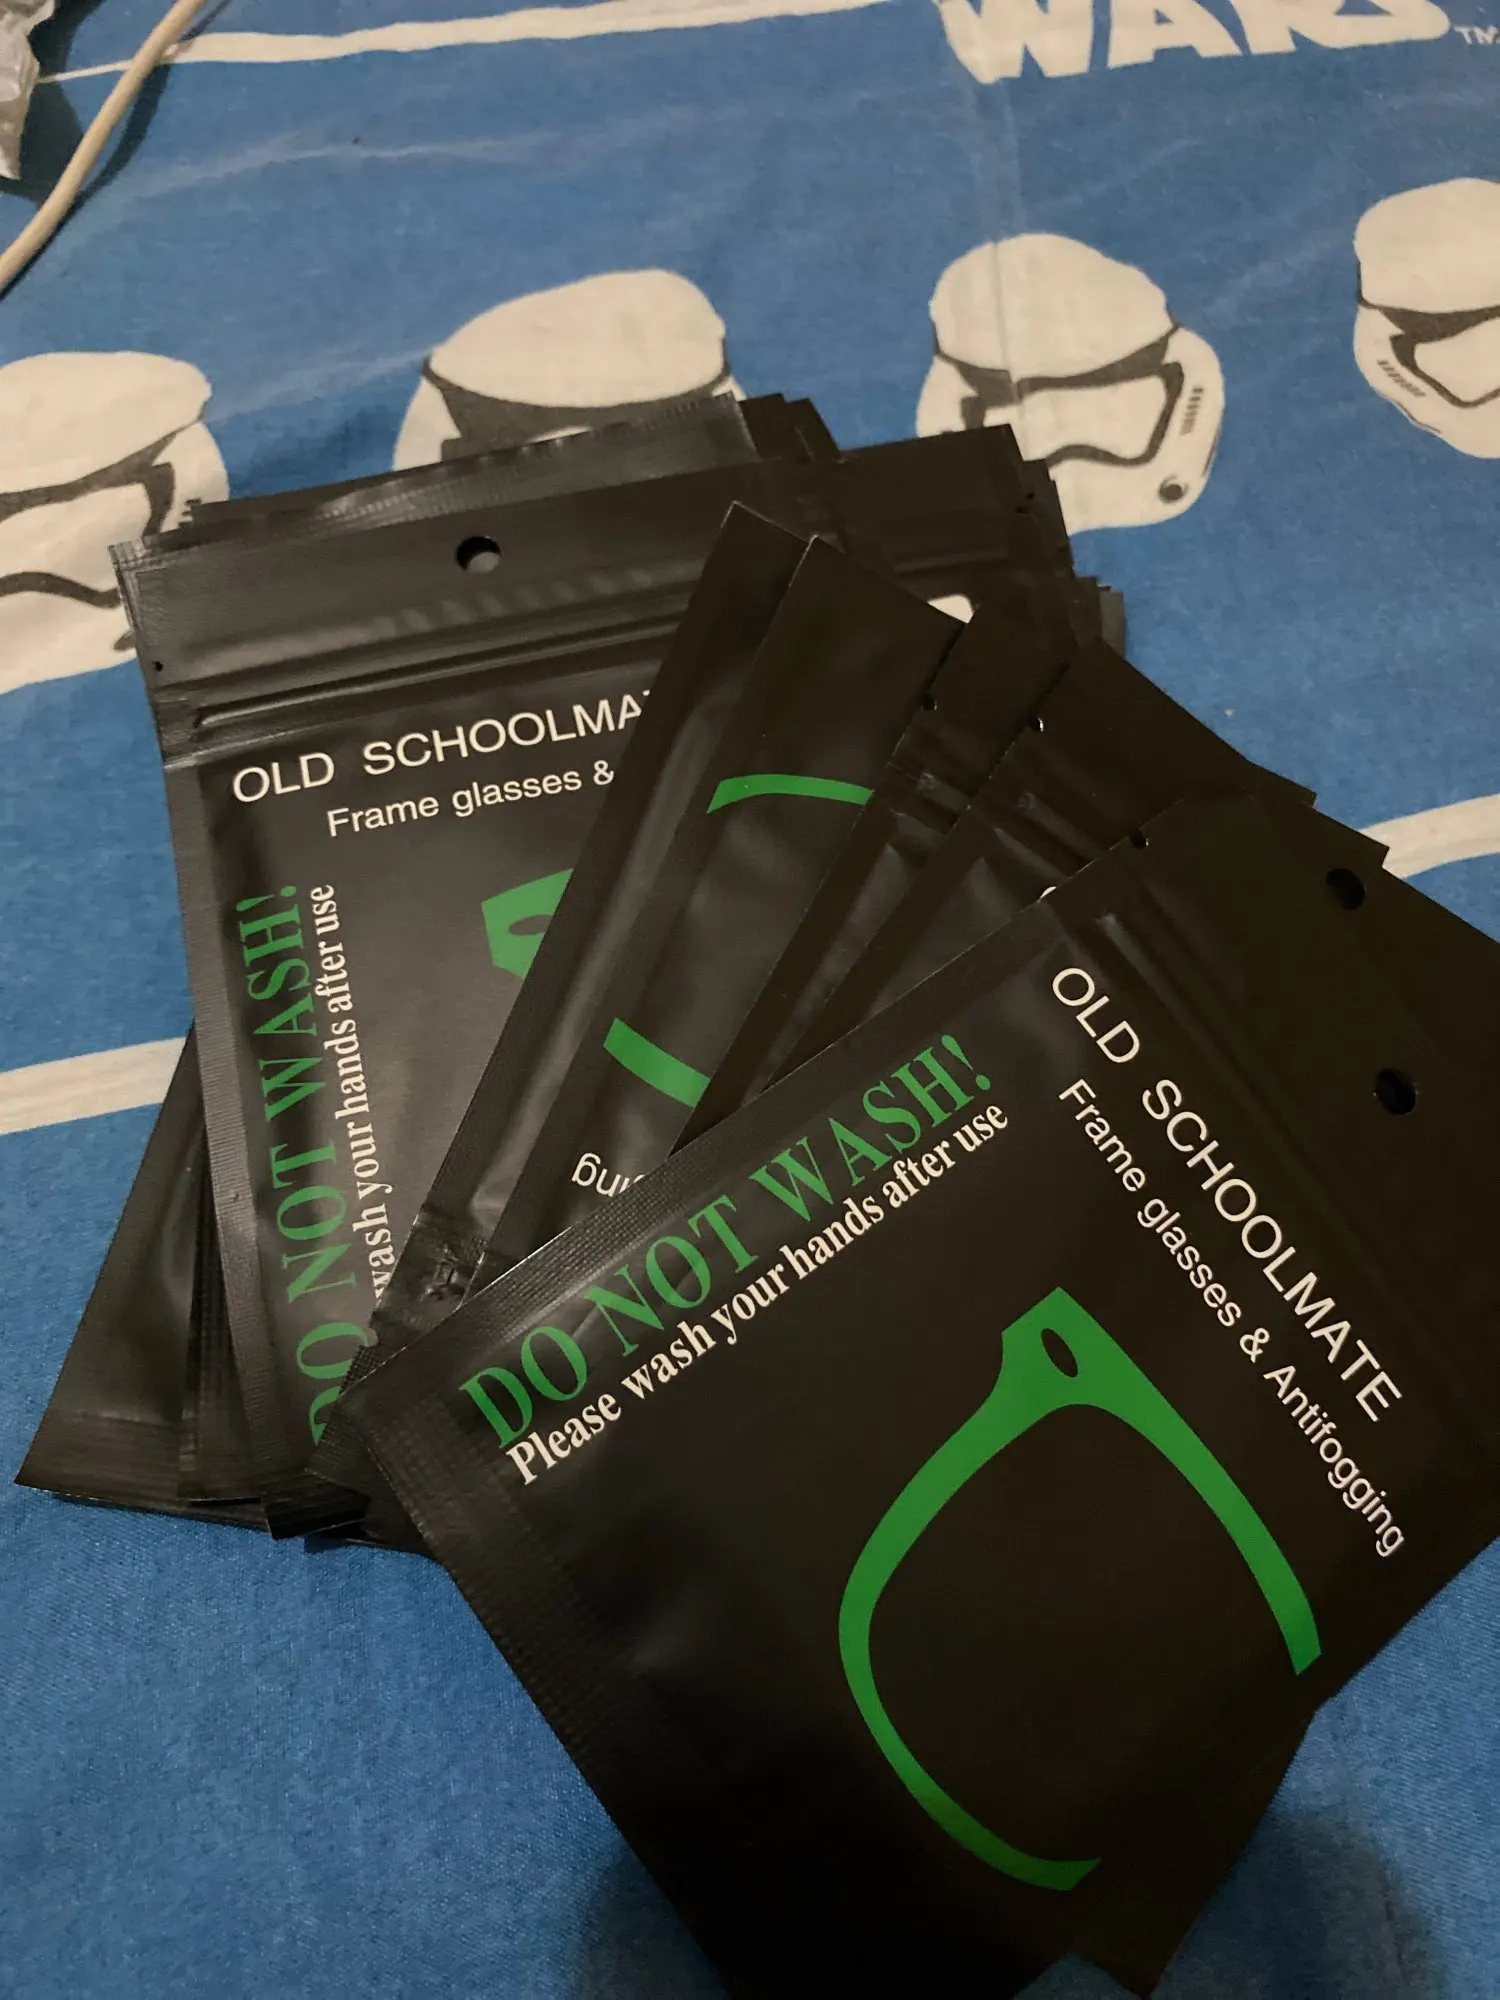 WARS
TM
OLD SCHOOLMA
Frame glasses &
DO NOT WASH!
wash your hands after use
OLD SCHOOLMATE
Frame glasses & Antifogging
DO NOT WASH!
Please wash your hands after use